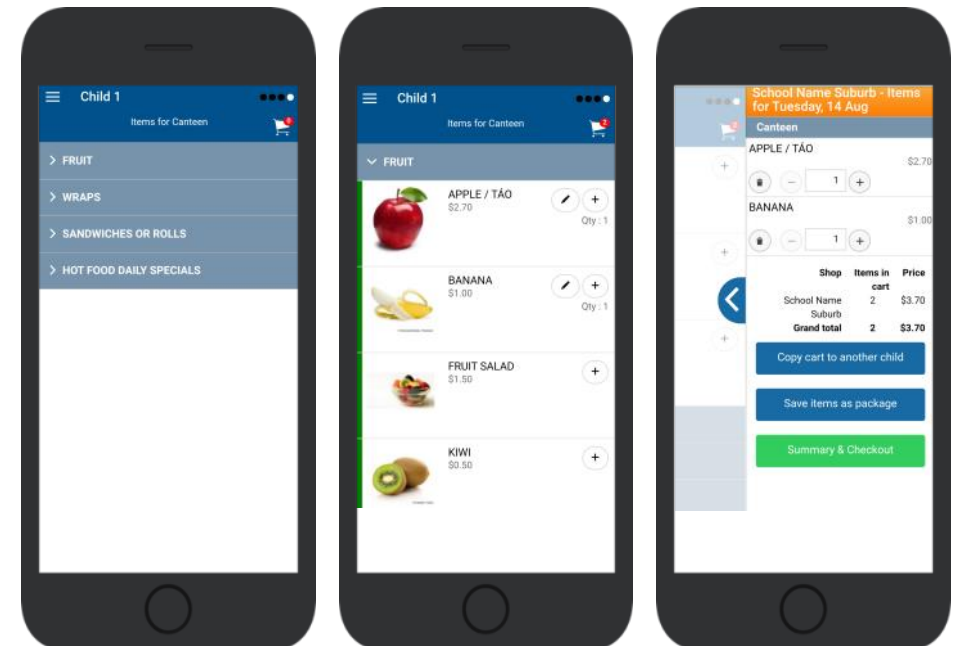 Child 1
Items for Canteen
FRUIT
WRAPS
SANDWICHES OR ROLLS
HOT FOOD DAILY SPECIALS
Child 1
Items for Canteen
2
FRUIT
APPLE / TÁO
$2.70
Qty : 1
BANANA
$1.00
Qty : 1
FRUIT SALAD
$1.50
KIWI
$0.50
School Name Suburb - Items
for Tuesday, 14 Aug
Canteen
APPLE / TÁO
$2.70
1
BANANA
$1.00
1
Shop Items in Price
cart
School Name 2 $3.70
Suburb
Grand total 2 $3.70
Copy cart to another child
Save items as package
Summary & Checkout